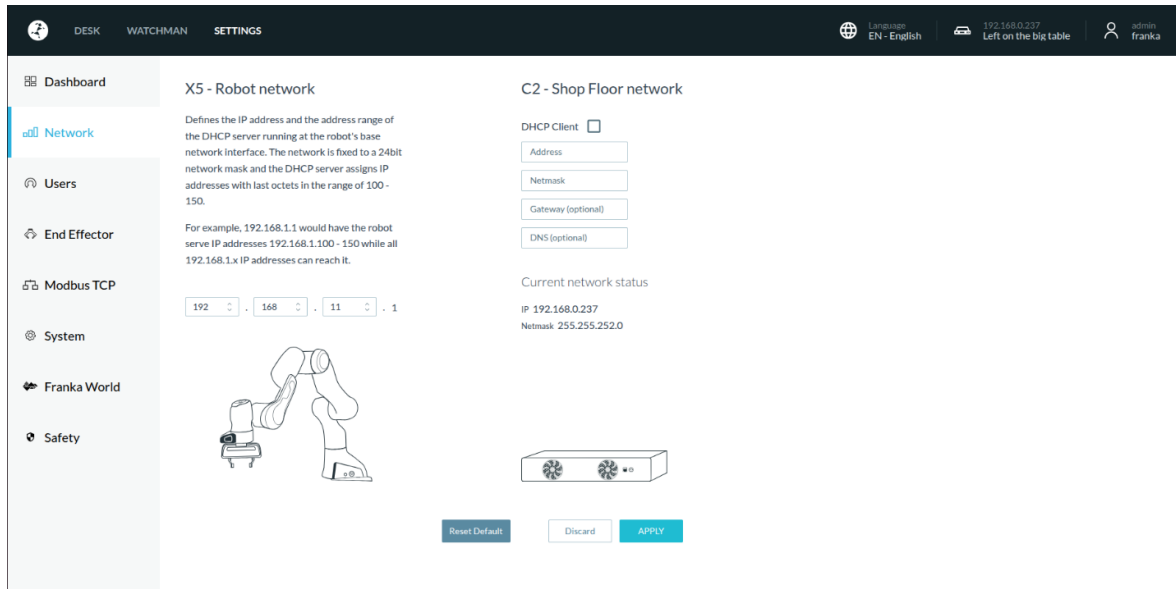 DESK WATCHMAN SETTINGS
Language
EN - English
192.168.0.237
Left on the big table
admin
franka
Dashboard
Network
Users
End Effector
Modbus TCP
System
Franka World
Safety
X5 - Robot network
Defines the IP address and the address range of
the DHCP server running at the robot's base
network interface. The network is fixed to a 24bit
network mask and the DHCP server assigns IP
addresses with last octets in the range of 100 -
150.
For example, 192.168.1.1 would have the robot
serve IP addresses 192.168.1.100 - 150 while all
192.168.1.x IP addresses can reach it.
192 . 168 . 11 . 1
C2 - Shop Floor network
DHCP Client
Address
Netmask
Gateway (optional)
DNS (optional)
Current network status
IP 192.168.0.237
Netmask 255.255.252.0
Reset Default Discard APPLY